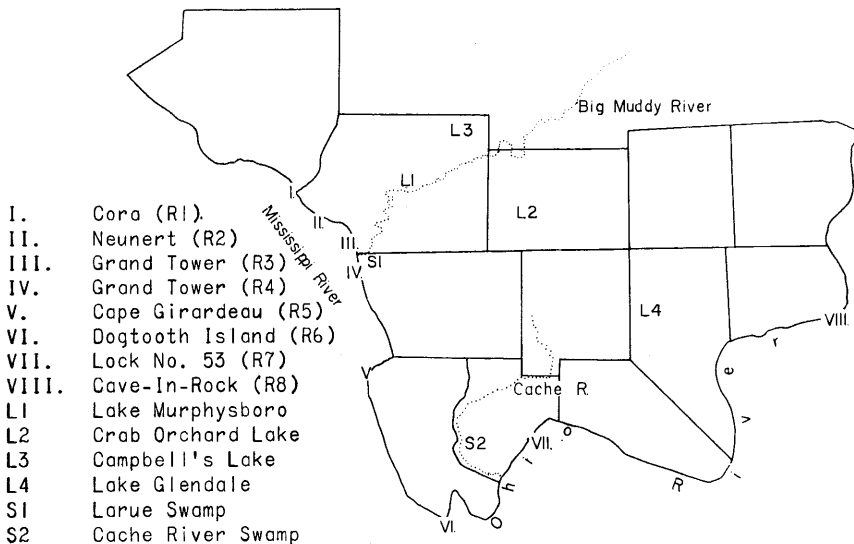 Big Muddy River
L3
L1
L2
I.
II.
III.
IV.
S1
Mississippi River
L4
VIII.
V
Cache R.
S2
VII.
VI.
Ohio River
I. Cora (R1).
II. Neunert (R2)
III. Grand Tower (R3)
IV. Grand Tower (R4)
V. Cape Girardeau (R5)
VI. Dogtooth Island (R6)
VII. Lock No. 53 (R7)
VIII. Cave-In-Rock (R8)
L1 Lake Murphysboro
L2 Crab Orchard Lake
L3 Campbell's Lake
L4 Lake Glendale
S1 Larue Swamp
S2 Cache River Swamp